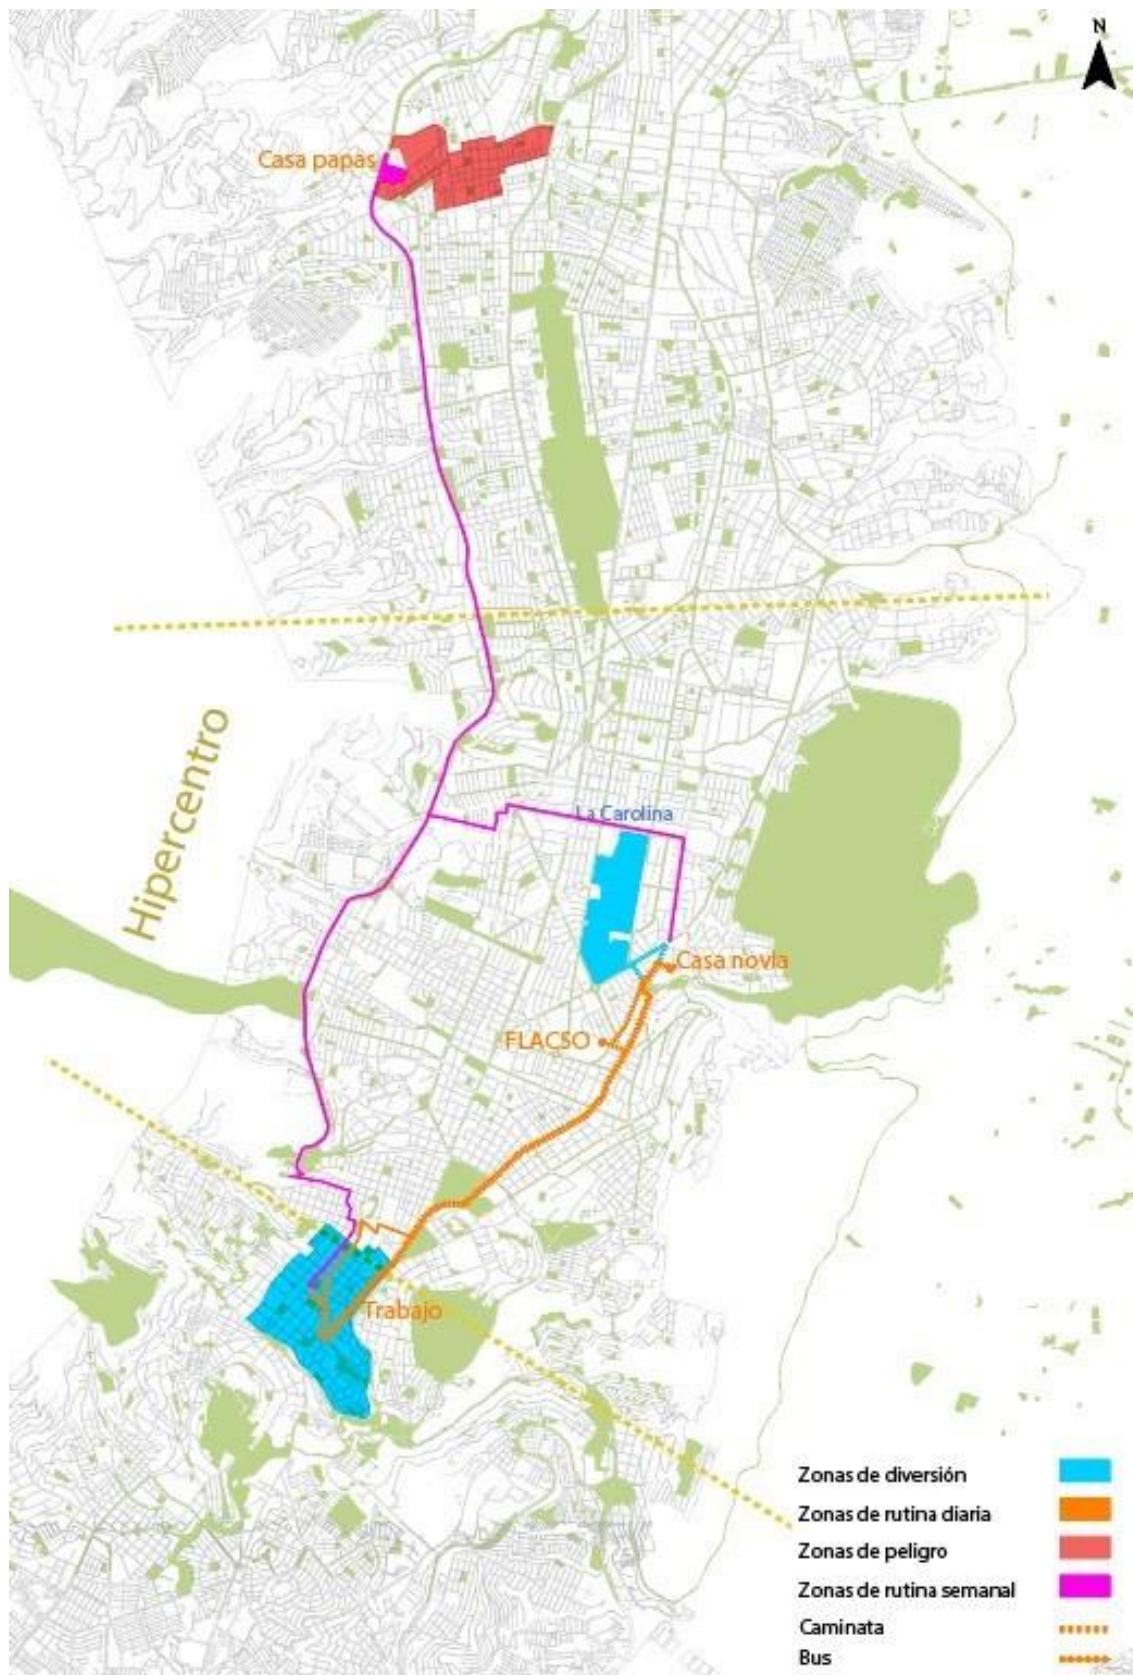 N
Casa papàs
Hipercentro
La Carolina
Casa novia
FLACSO
Trabajo
Zonas de diversión
Zonas de rutina diaria
Zonas de peligro
Zonas de rutina semanal
Caminata
Bus